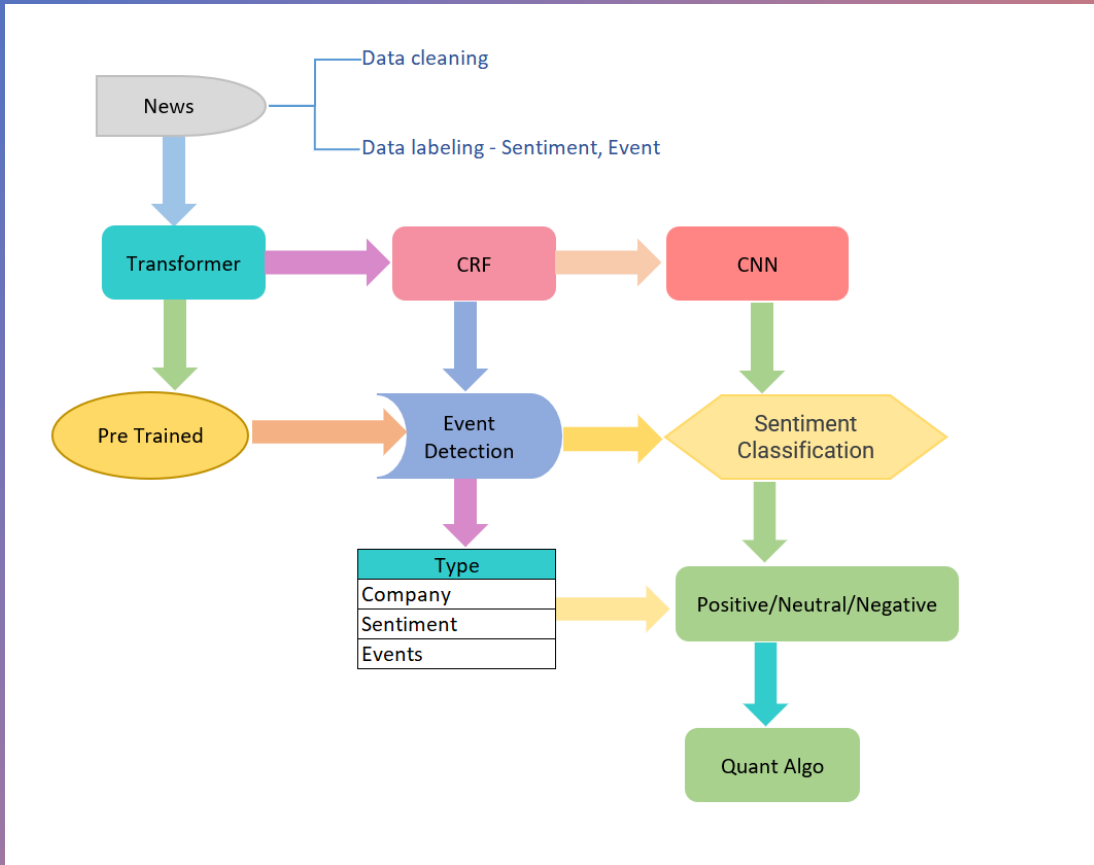 Data cleaning
News
Data labeling - Sentiment, Event
Transformer
CRF
CNN
Pre Trained
Event
Detection
Sentiment
Classification
Type
Company
Sentiment
Events
Positive/Neutral/Negative
Quant Algo